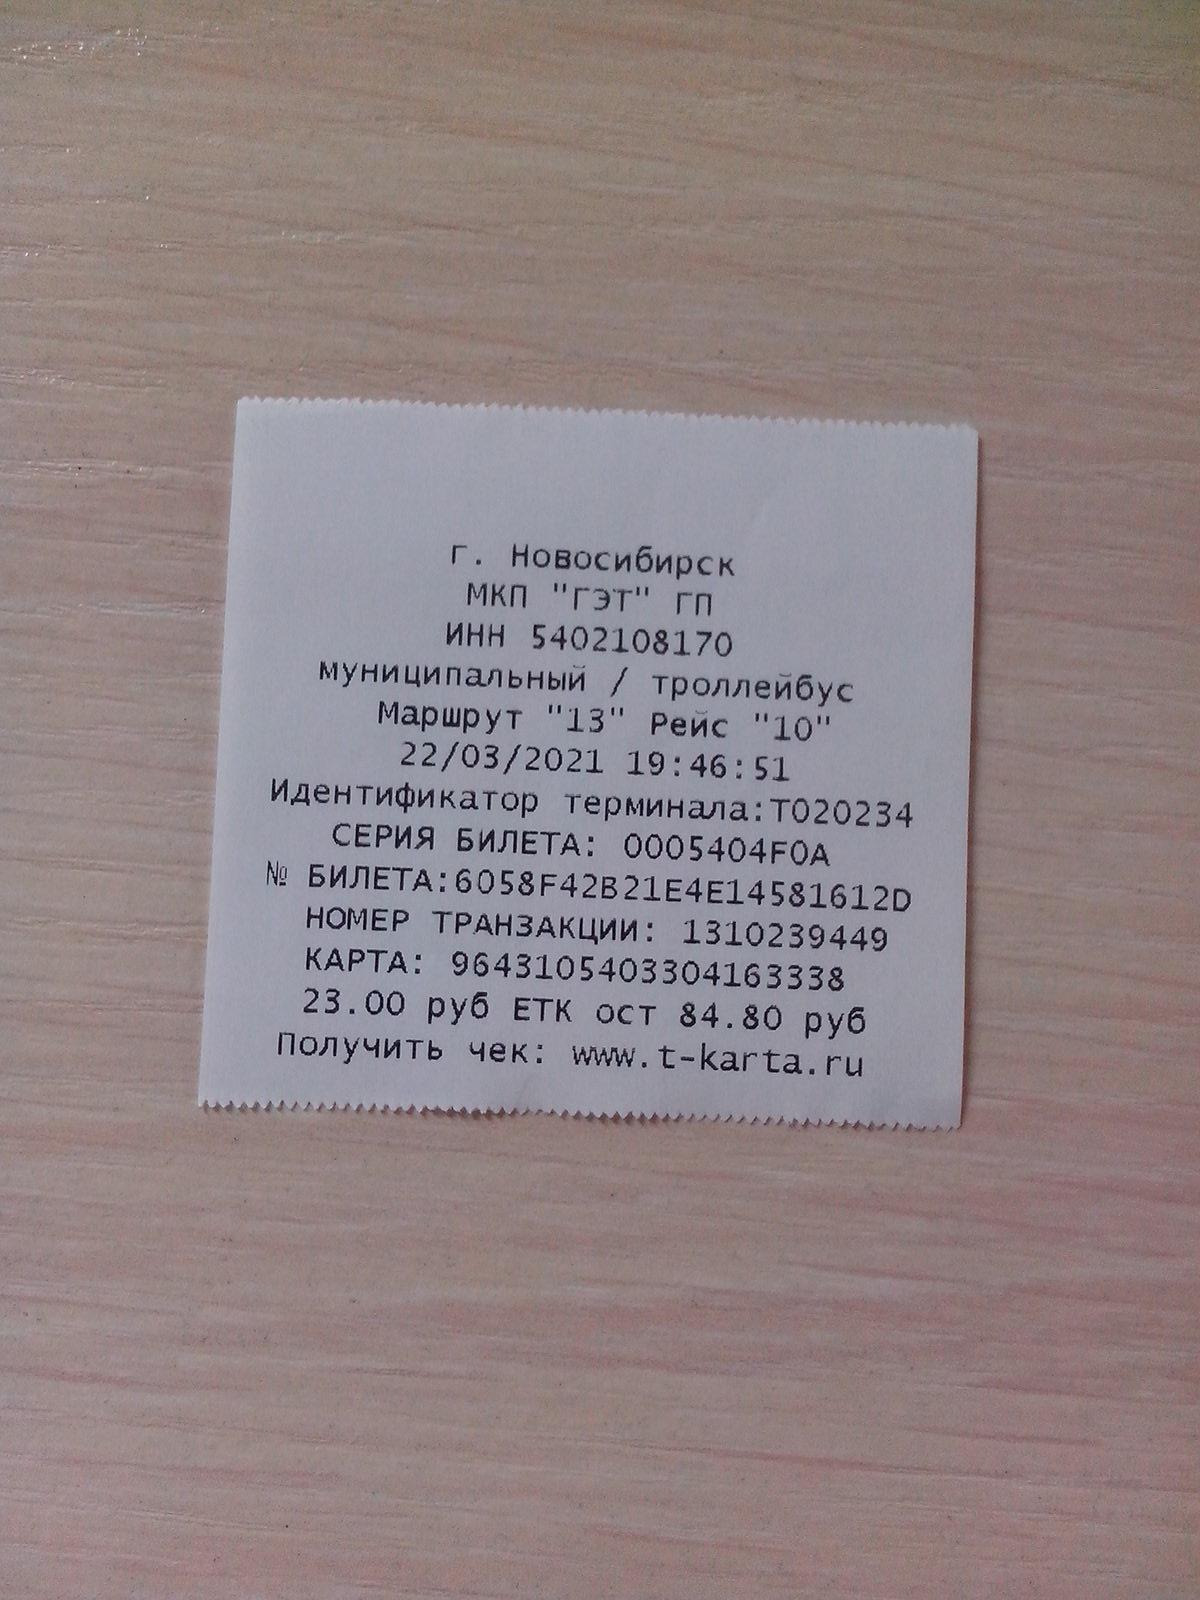 г. Новосибирск
МКП "ГЭТ" ГП
ИНН 5402108170
муниципальный / троллейбус
Маршрут "13" Рейс "10"
22/03/2021 19:46:51
Идентификатор терминала:T020234
СЕРИЯ БИЛЕТА: 0005404F0A
№ БИЛЕТА:6058F42B21E4E14581612D
НОМЕР ТРАНЗАКЦИИ: 1310239449
КАРТА: 9643105403304163338
23.00 руб ЕТК ост 84.80 руб
Получить чек: www.t-karta.ru